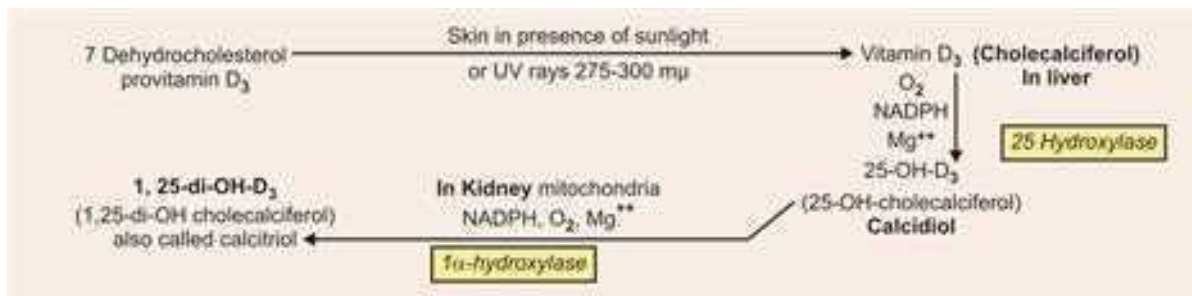 7 Dehydrocholesterol
provitamin D₃
Skin in presence of sunlight
or UV rays 275-300 mμ
Vitamin D₃ (Cholecalciferol)
In liver
O₂
NADPH
Mg⁺⁺
25 Hydroxylase
25-OH-D₃
(25-OH-cholecalciferol)
Calcidiol
In Kidney mitochondria
NADPH, O₂, Mg⁺⁺.
1α-hydroxylase
1, 25-di-OH-D₃
(1,25-di-OH cholecalciferol)
also called calcitriol